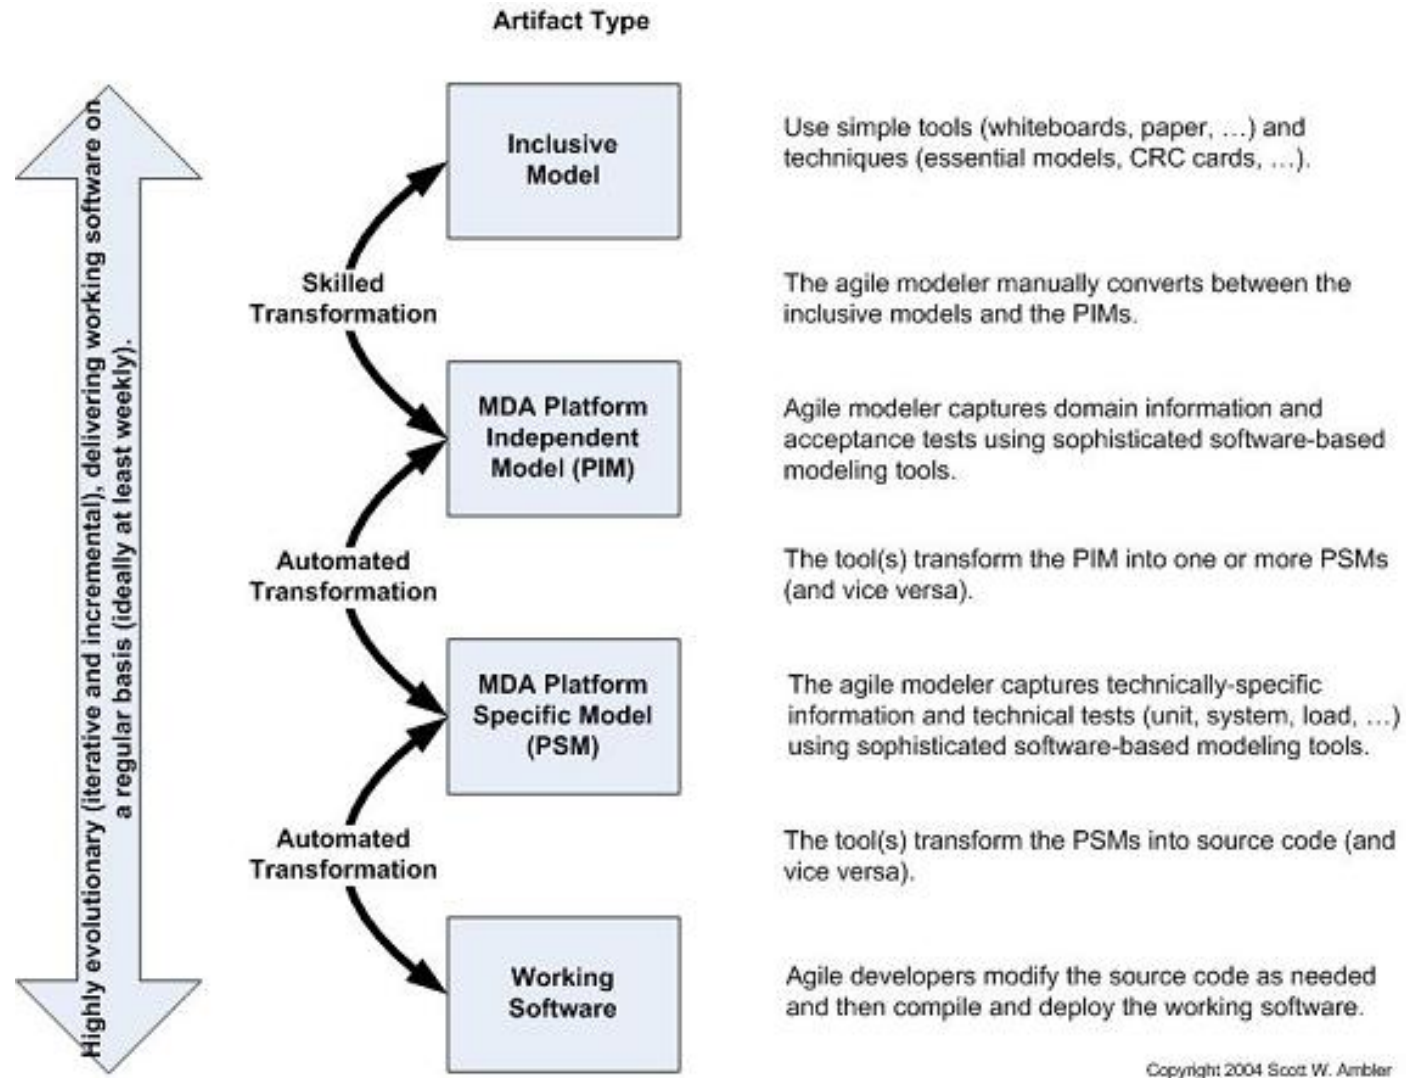 Artifact Type
Highly evolutionary (iterative and incremental), delivering working software on
a regular basis (ideally at least weekly).
Inclusive
Model
Use simple tools (whiteboards, paper, …) and
techniques (essential models, CRC cards, …).
Skilled
Transformation
The agile modeler manually converts between the
inclusive models and the PIMs.
MDA Platform
Independent
Model (PIM)
Agile modeler captures domain information and
acceptance tests using sophisticated software-based
modeling tools.
Automated
Transformation
The tool(s) transform the PIM into one or more PSMs
(and vice versa).
MDA Platform
Specific Model
(PSM)
The agile modeler captures technically-specific
information and technical tests (unit, system, load, …)
using sophisticated software-based modeling tools.
Automated
Transformation
The tool(s) transform the PSMs into source code (and
vice versa).
Working
Software
Agile developers modify the source code as needed
and then compile and deploy the working software.
Copyright 2004 Scott W. Ambler